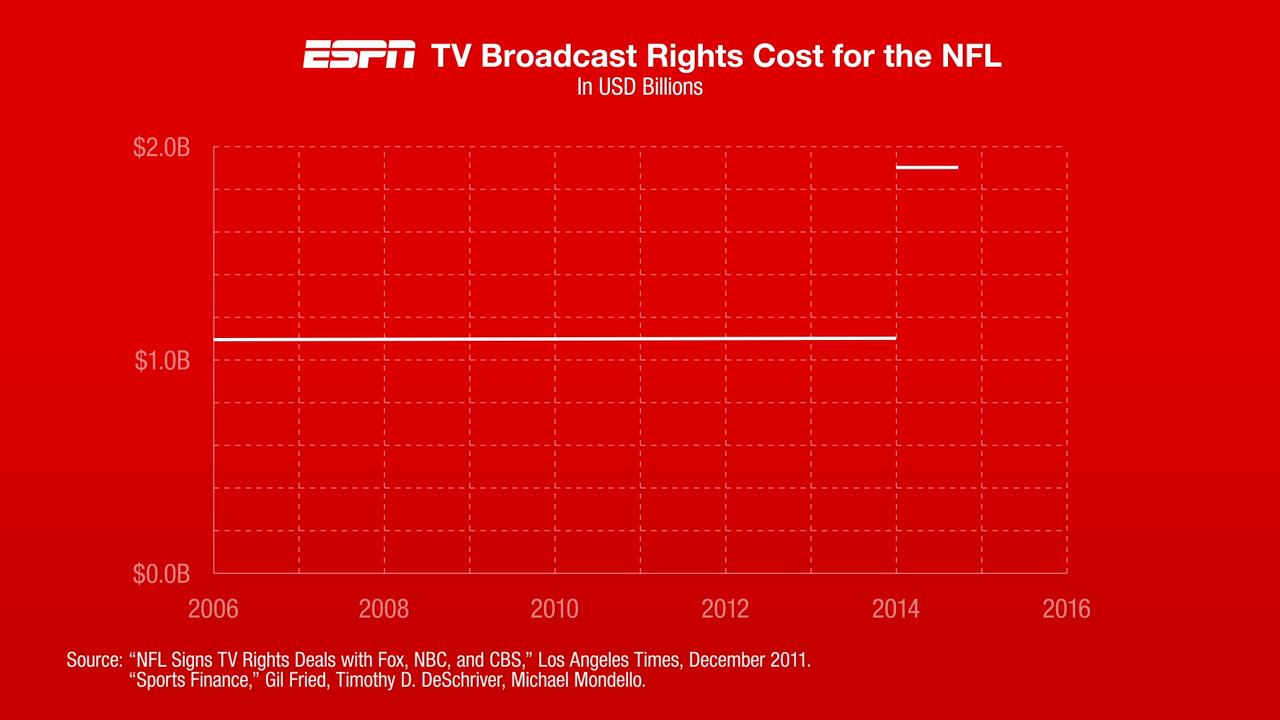 ESPN TV Broadcast Rights Cost for the NFL
In USD Billions
$2.0B
$1.0B
$0.0B
2006 2008 2010 2012 2014 2016
Source: “NFL Signs TV Rights Deals with Fox, NBC, and CBS,” Los Angeles Times, December 2011.
“Sports Finance,” Gil Fried, Timothy D. DeSchriver, Michael Mondello.